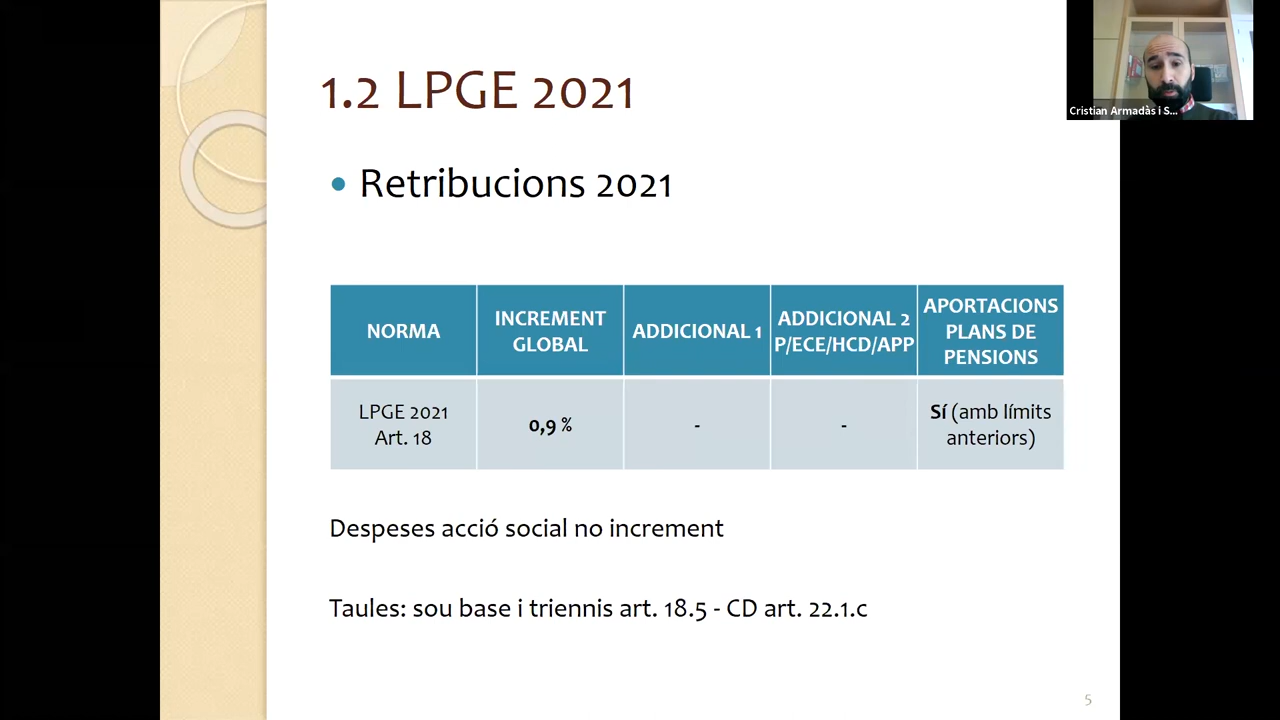 1.2 LPGE 2021
Cristian Armadàs i S...
• Retribucions 2021
NORMA
INCREMENT
GLOBAL
ADDICIONAL 1
ADDICIONAL 2
P/ECE/HCD/APP
APORTACIONS
PLANS DE
PENSIONS
LPGE 2021
Art. 18
0,9 %
-
-
Sí (amb límits
anteriors)
Despeses acció social no increment
Taules: sou base i triennis art. 18.5 - CD art. 22.1.c
5